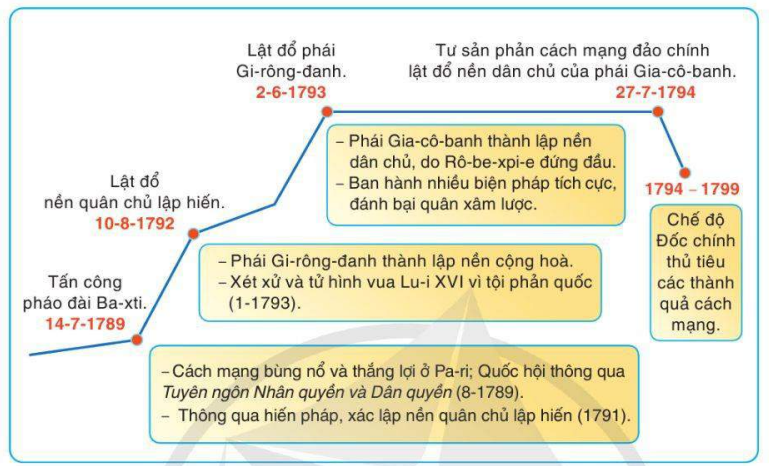 Lật đổ phái
Gi-rông-đanh.
2-6-1793
Tư sản phản cách mạng đảo chính
lật đổ nền dân chủ của phái Gia-cô-banh.
27-7-1794
– Phái Gia-cô-banh thành lập nền
dân chủ, do Rô-be-xpi-e đứng đầu.
– Ban hành nhiều biện pháp tích cực,
đánh bại quân xâm lược.
1794 – 1799
Chế độ
Đốc chính
thủ tiêu
các thành
quả cách
mạng.
Lật đổ
nền quân chủ lập hiến.
10-8-1792
– Phái Gi-rông-đanh thành lập nền cộng hoà.
– Xét xử và tử hình vua Lu-i XVI vì tội phản quốc
(1-1793).
Tấn công
pháo đài Ba-xti.
14-7-1789
– Cách mạng bùng nổ và thắng lợi ở Pa-ri; Quốc hội thông qua
Tuyên ngôn Nhân quyền và Dân quyền (8-1789).
– Thông qua hiến pháp, xác lập nền quân chủ lập hiến (1791).